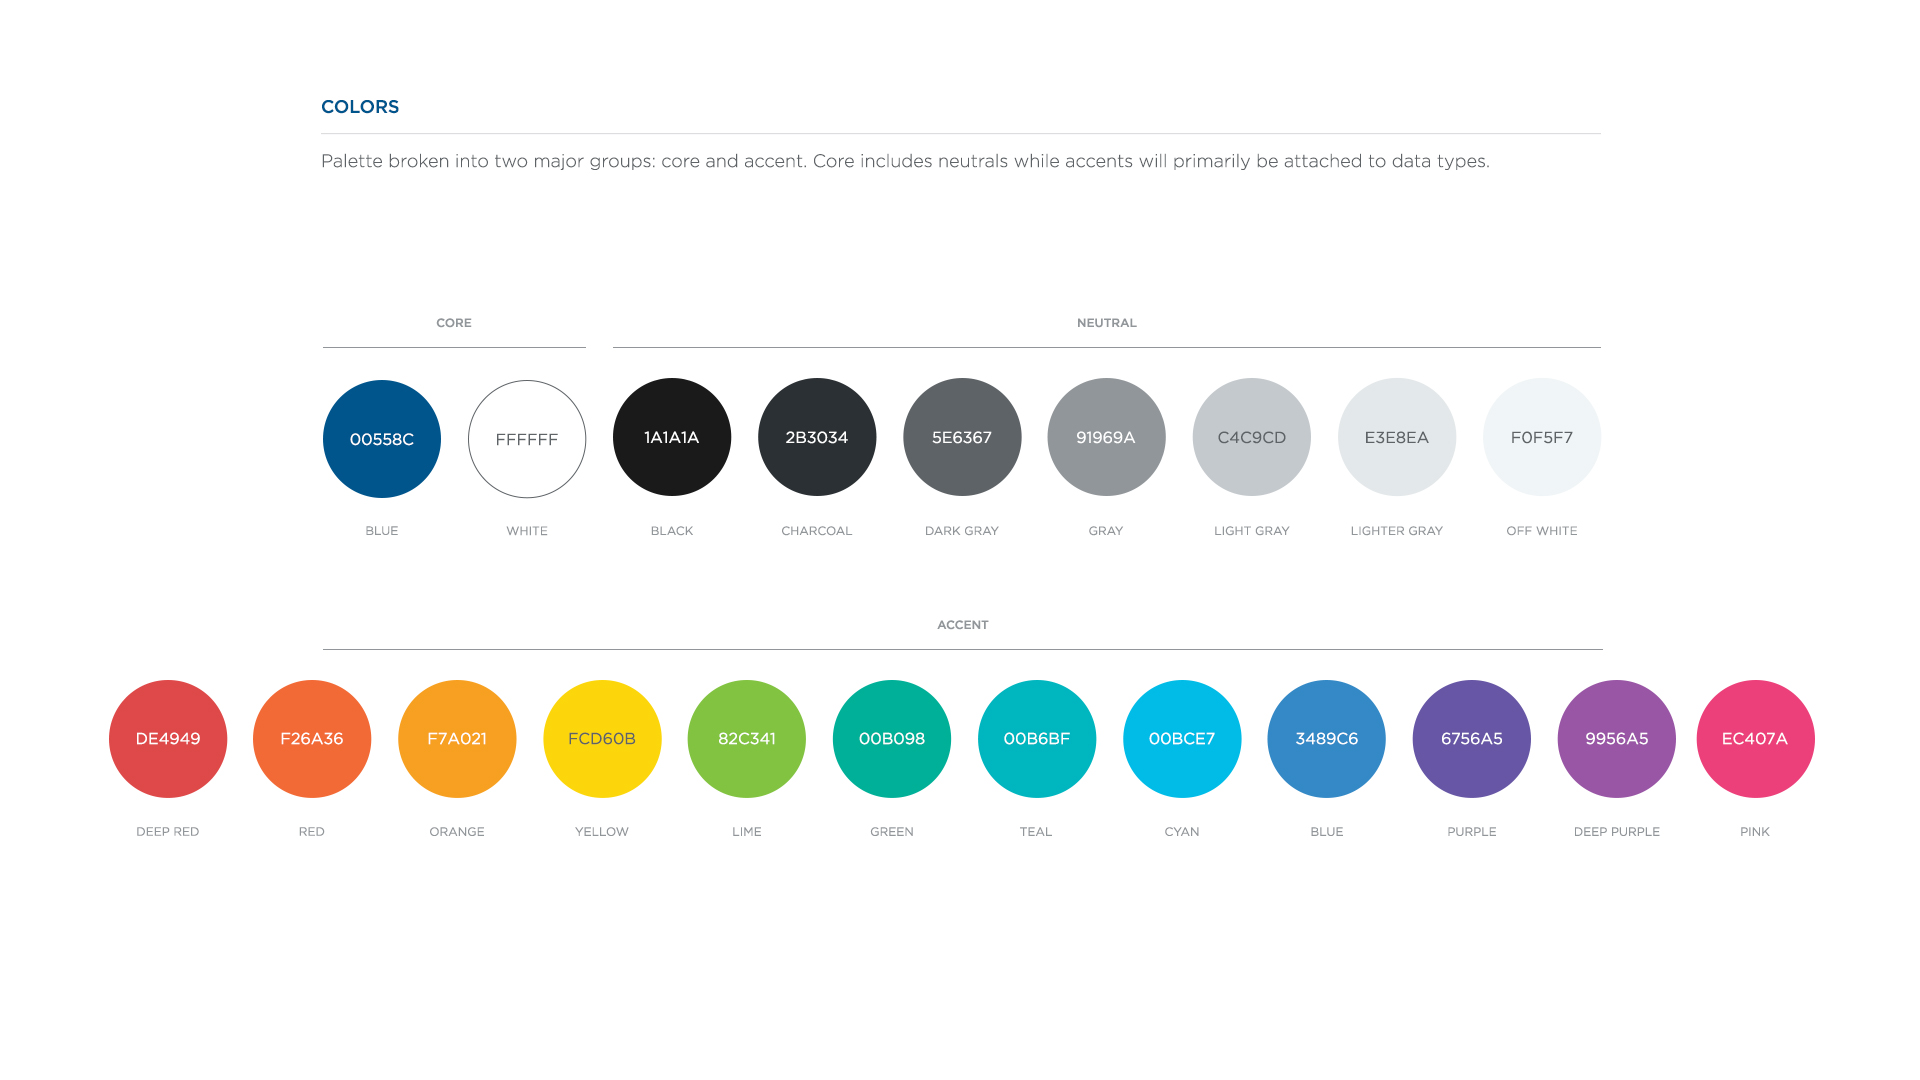 COLORS
Palette broken into two major groups: core and accent. Core includes neutrals while accents will primarily be attached to data types.
CORE NEUTRAL
00558C FFFFFF 1A1A1A 2B3034 5E6367 91969A C4C9CD E3E8EA F0F5F7
BLUE WHITE BLACK CHARCOAL DARK GRAY GRAY LIGHT GRAY LIGHTER GRAY OFF WHITE
ACCENT
DE4949 F26A36 F7A021 FCD60B 82C341 00B098 00B6BF 00BCE7 3489C6 6756A5 9956A5 EC407A
DEEP RED RED ORANGE YELLOW LIME GREEN TEAL CYAN BLUE PURPLE DEEP PURPLE PINK